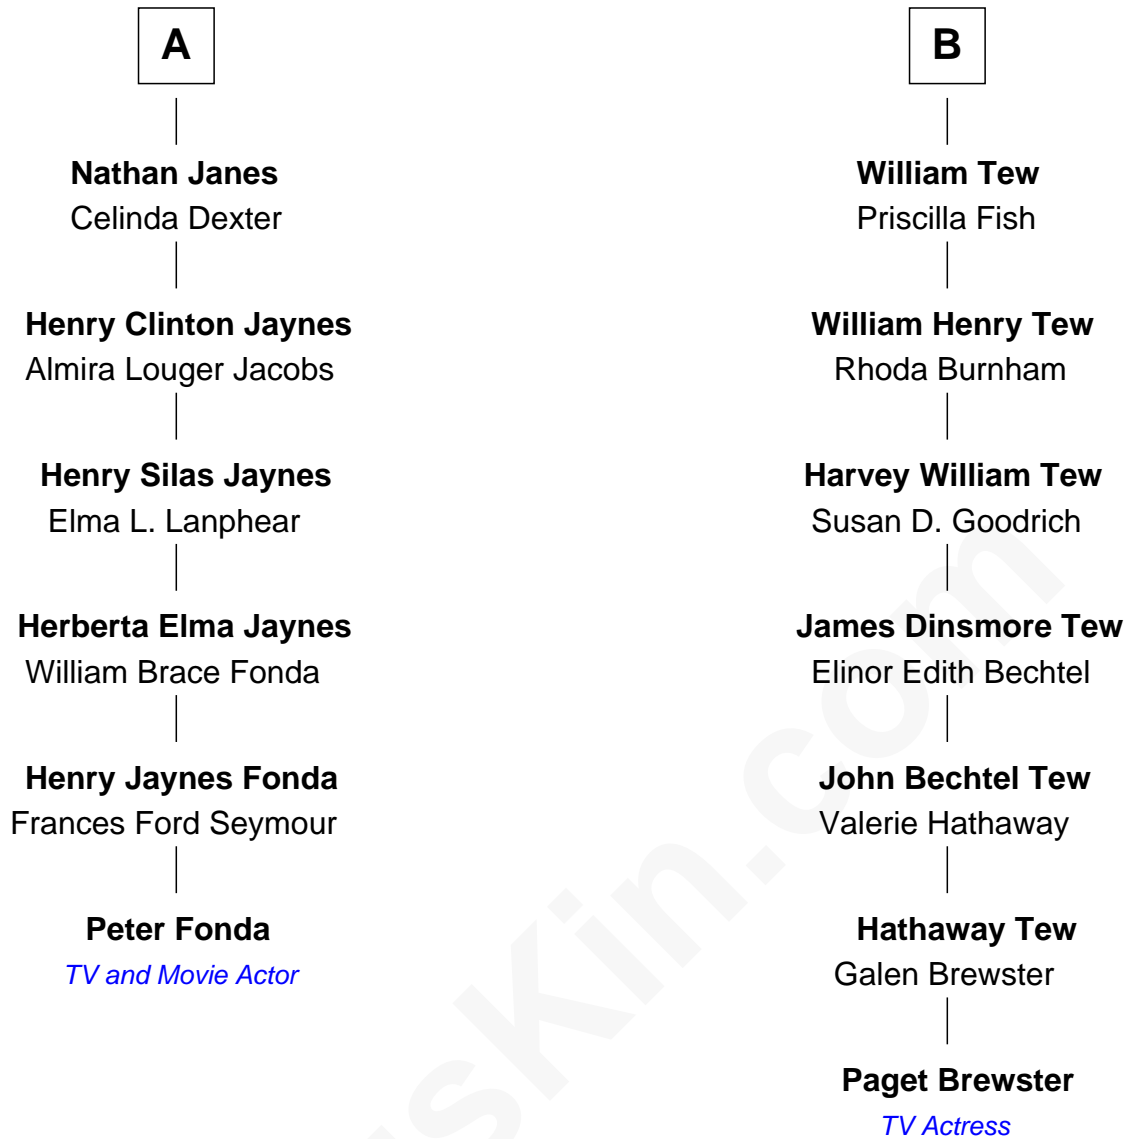 A
Nathan Janes
Celinda Dexter
Henry Clinton Jaynes
Almira Louger Jacobs
Henry Silas Jaynes
Elma L. Lanphear
Herberta Elma Jaynes
William Brace Fonda
Henry Jaynes Fonda
Frances Ford Seymour
Peter Fonda
TV and Movie Actor
B
William Tew
Priscilla Fish
William Henry Tew
Rhoda Burnham
Harvey William Tew
Susan D. Goodrich
James Dinsmore Tew
Elinor Edith Bechtel
John Bechtel Tew
Valerie Hathaway
Hathaway Tew
Galen Brewster
Paget Brewster
TV Actress
sKin.com